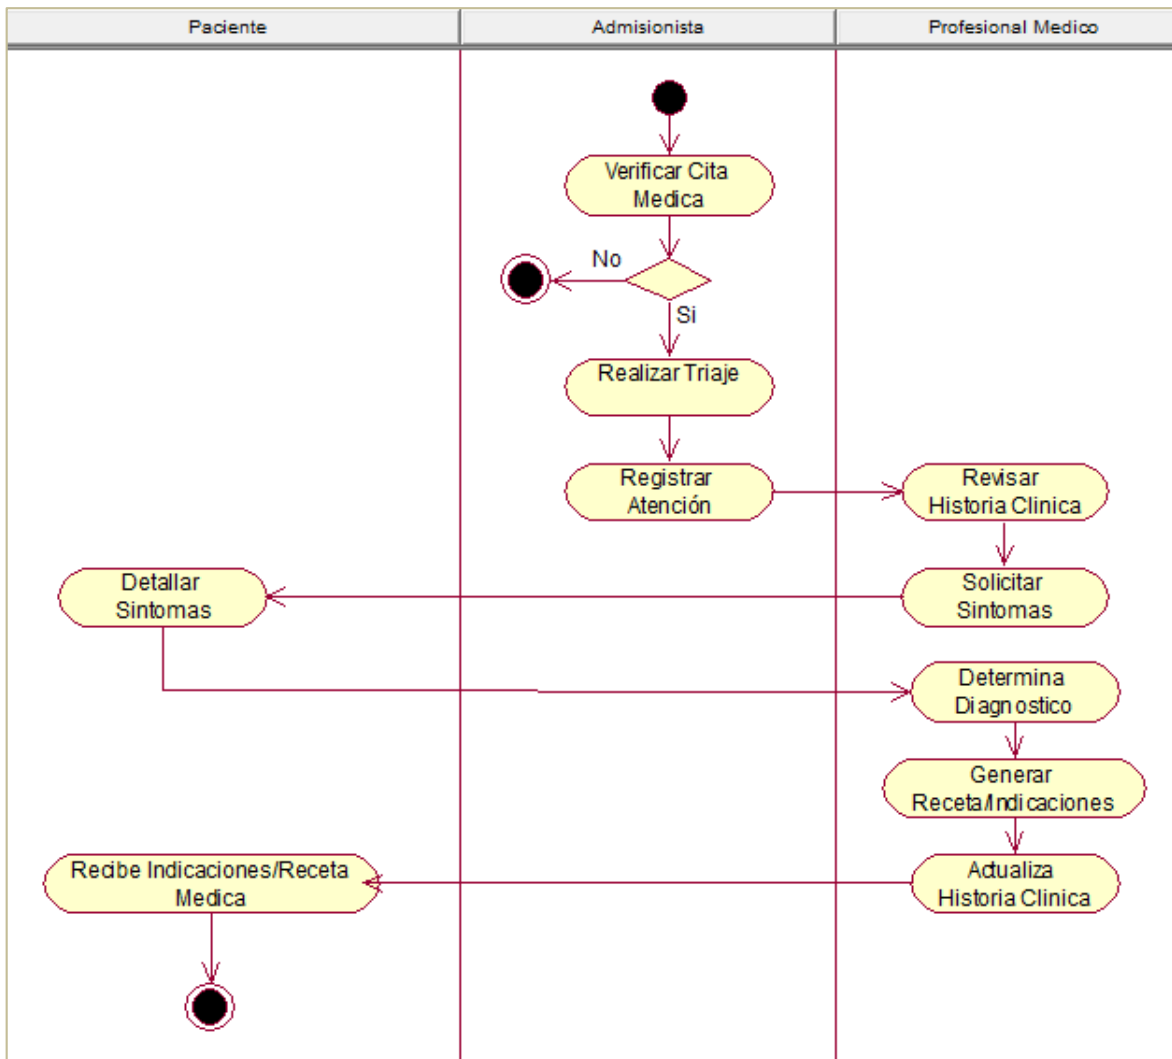 Paciente
Admisionista
Profesional Medico
Verificar Cita
Medica
No
Si
Realizar Triaje
Registrar
Atención
Revisar
Historia Clinica
Detallar
Sintomas
Solicitar
Sintomas
Determina
Diagnostico
Generar
Receta/Indicaciones
Recibe Indicaciones/Receta
Medica
Actualiza
Historia Clinica